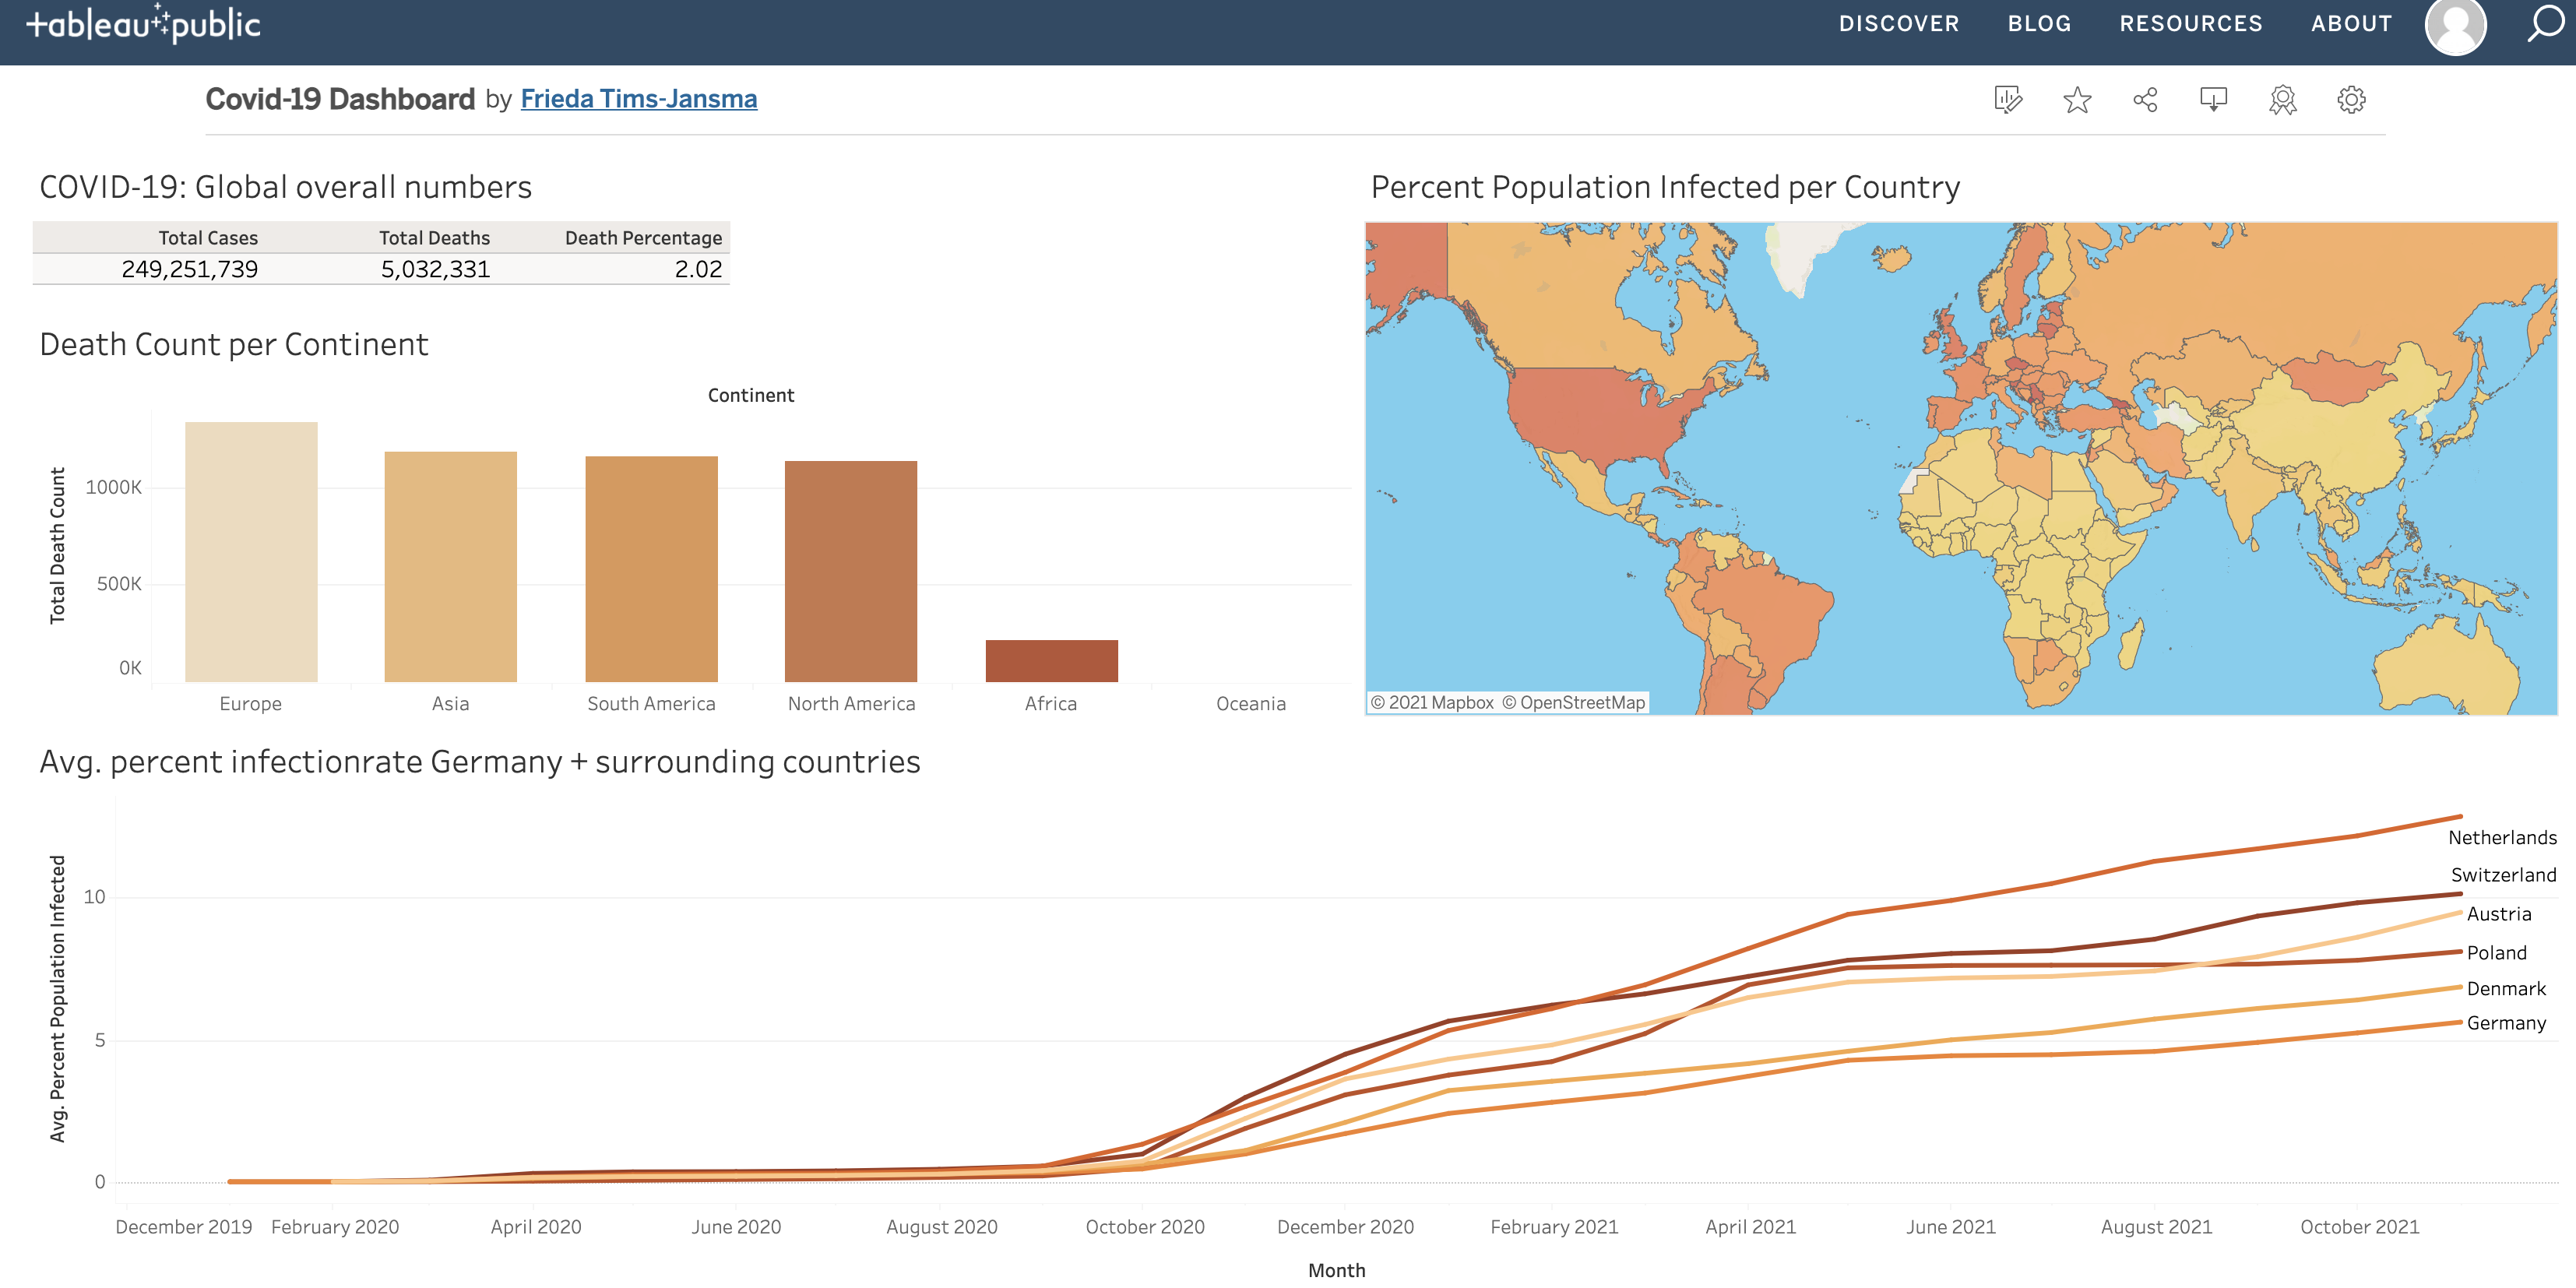 tableau public
DISCOVER BLOG RESOURCES ABOUT
Covid-19 Dashboard by Frieda Tims-Jansma
COVID-19: Global overall numbers
Total Cases Total Deaths Death Percentage
249,251,739 5,032,331 2.02
Death Count per Continent
Continent
Total Death Count
1000K
500K
0K
Europe Asia South America North America Africa Oceania
Percent Population Infected per Country
© 2021 Mapbox © OpenStreetMap
Avg. percent infectionrate Germany + surrounding countries
Avg. Percent Population Infected
10
5
0
Netherlands
Switzerland
Austria
Poland
Denmark
Germany
December 2019 February 2020 April 2020 June 2020 August 2020 October 2020 December 2020 February 2021 April 2021 June 2021 August 2021 October 2021
Month